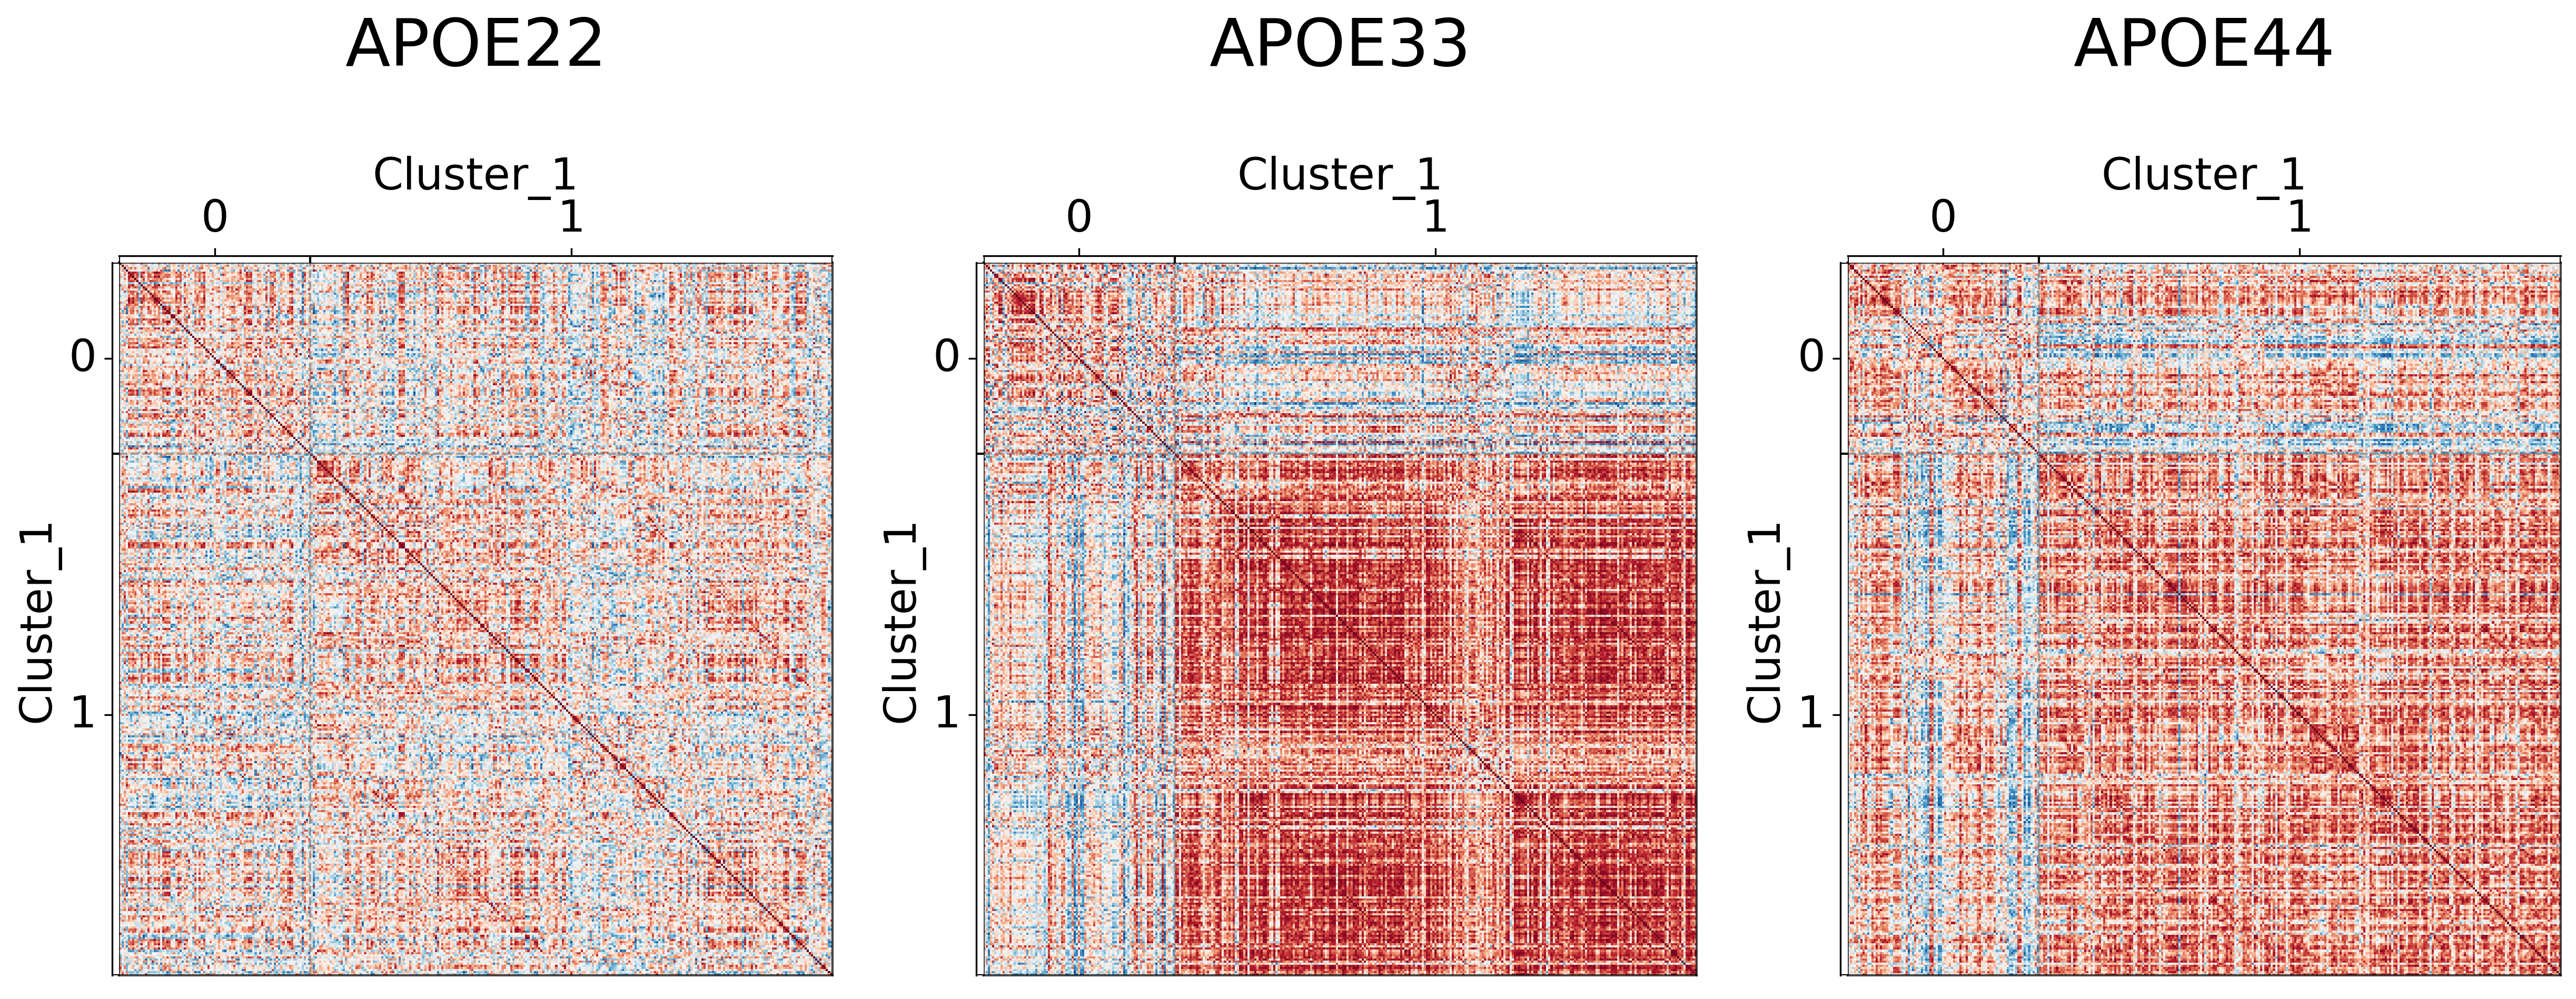 APOE22 APOE33 APOE44
Cluster_1 Cluster_1 Cluster_1
0 1 0 1 0 1
0 0 0
Cluster_1 Cluster_1 Cluster_1
1 1 1